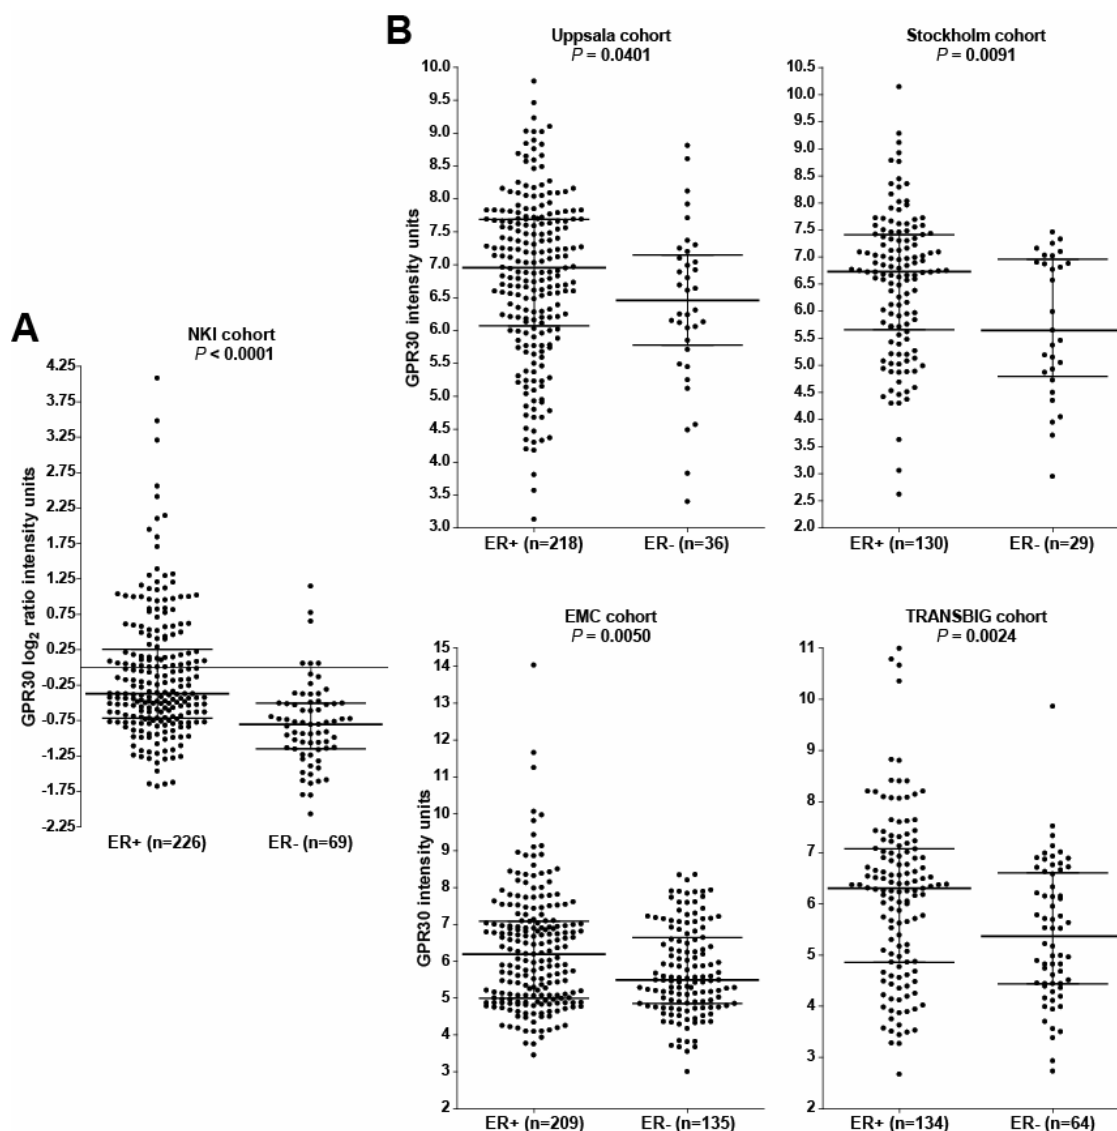 A
NKI cohort
P < 0.0001
GPR30 log2 ratio intensity units
4.25
3.75
3.25
2.75
2.25
1.75
1.25
0.75
0.25
-0.25
-0.75
-1.25
-1.75
-2.25
ER+ (n=226)
ER- (n=69)
B
Uppsala cohort
P = 0.0401
GPR30 intensity units
10.0
9.5
9.0
8.5
8.0
7.5
7.0
6.5
6.0
5.5
5.0
4.5
4.0
3.5
3.0
ER+ (n=218)
ER- (n=36)
Stockholm cohort
P = 0.0091
10.5
10.0
9.5
9.0
8.5
8.0
7.5
7.0
6.5
6.0
5.5
5.0
4.5
4.0
3.5
3.0
2.5
2.0
ER+ (n=130)
ER- (n=29)
EMC cohort
P = 0.0050
GPR30 intensity units
15
14
13
12
11
10
9
8
7
6
5
4
3
2
ER+ (n=209)
ER- (n=135)
TRANSBIG cohort
P = 0.0024
11
10
9
8
7
6
5
4
3
2
ER+ (n=134)
ER- (n=64)